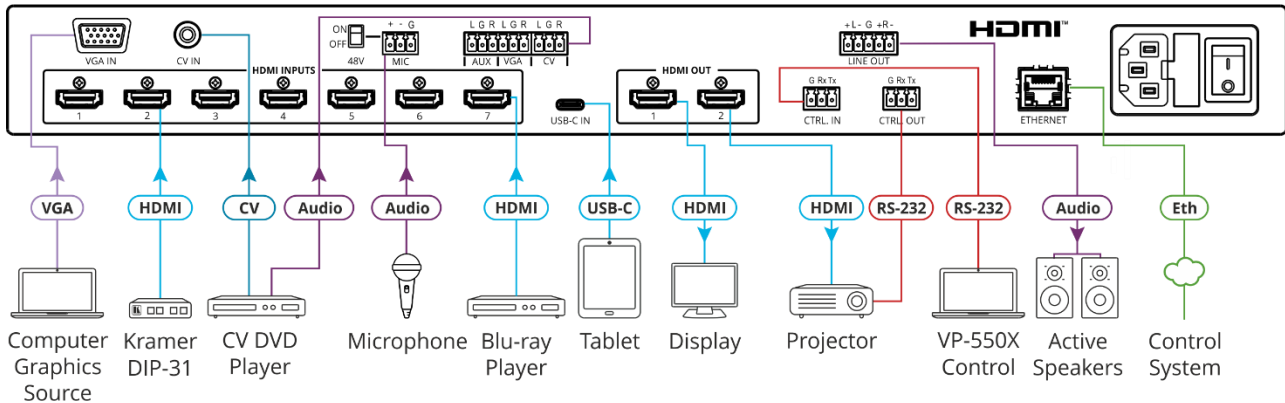 HDMI™
+L- G +R-
LINE OUT
L G R L G R L G R
AUX VGA CV
+ - G
MIC
ON
OFF
48V
VGA IN
CV IN
HDMI INPUTS
1 2 3 4 5 6 7
USB-C IN
HDMI OUT
1 2
G Rx Tx
CTRL. IN
G Rx Tx
CTRL. OUT
ETHERNET
VGA HDMI CV Audio Audio HDMI USB-C HDMI HDMI RS-232 RS-232 Audio Eth
Computer
Graphics
Source
Kramer
DIP-31
CV DVD
Player
Microphone
Blu-ray
Player
Tablet
Display
Projector
VP-550X
Control
Active
Speakers
Control
System